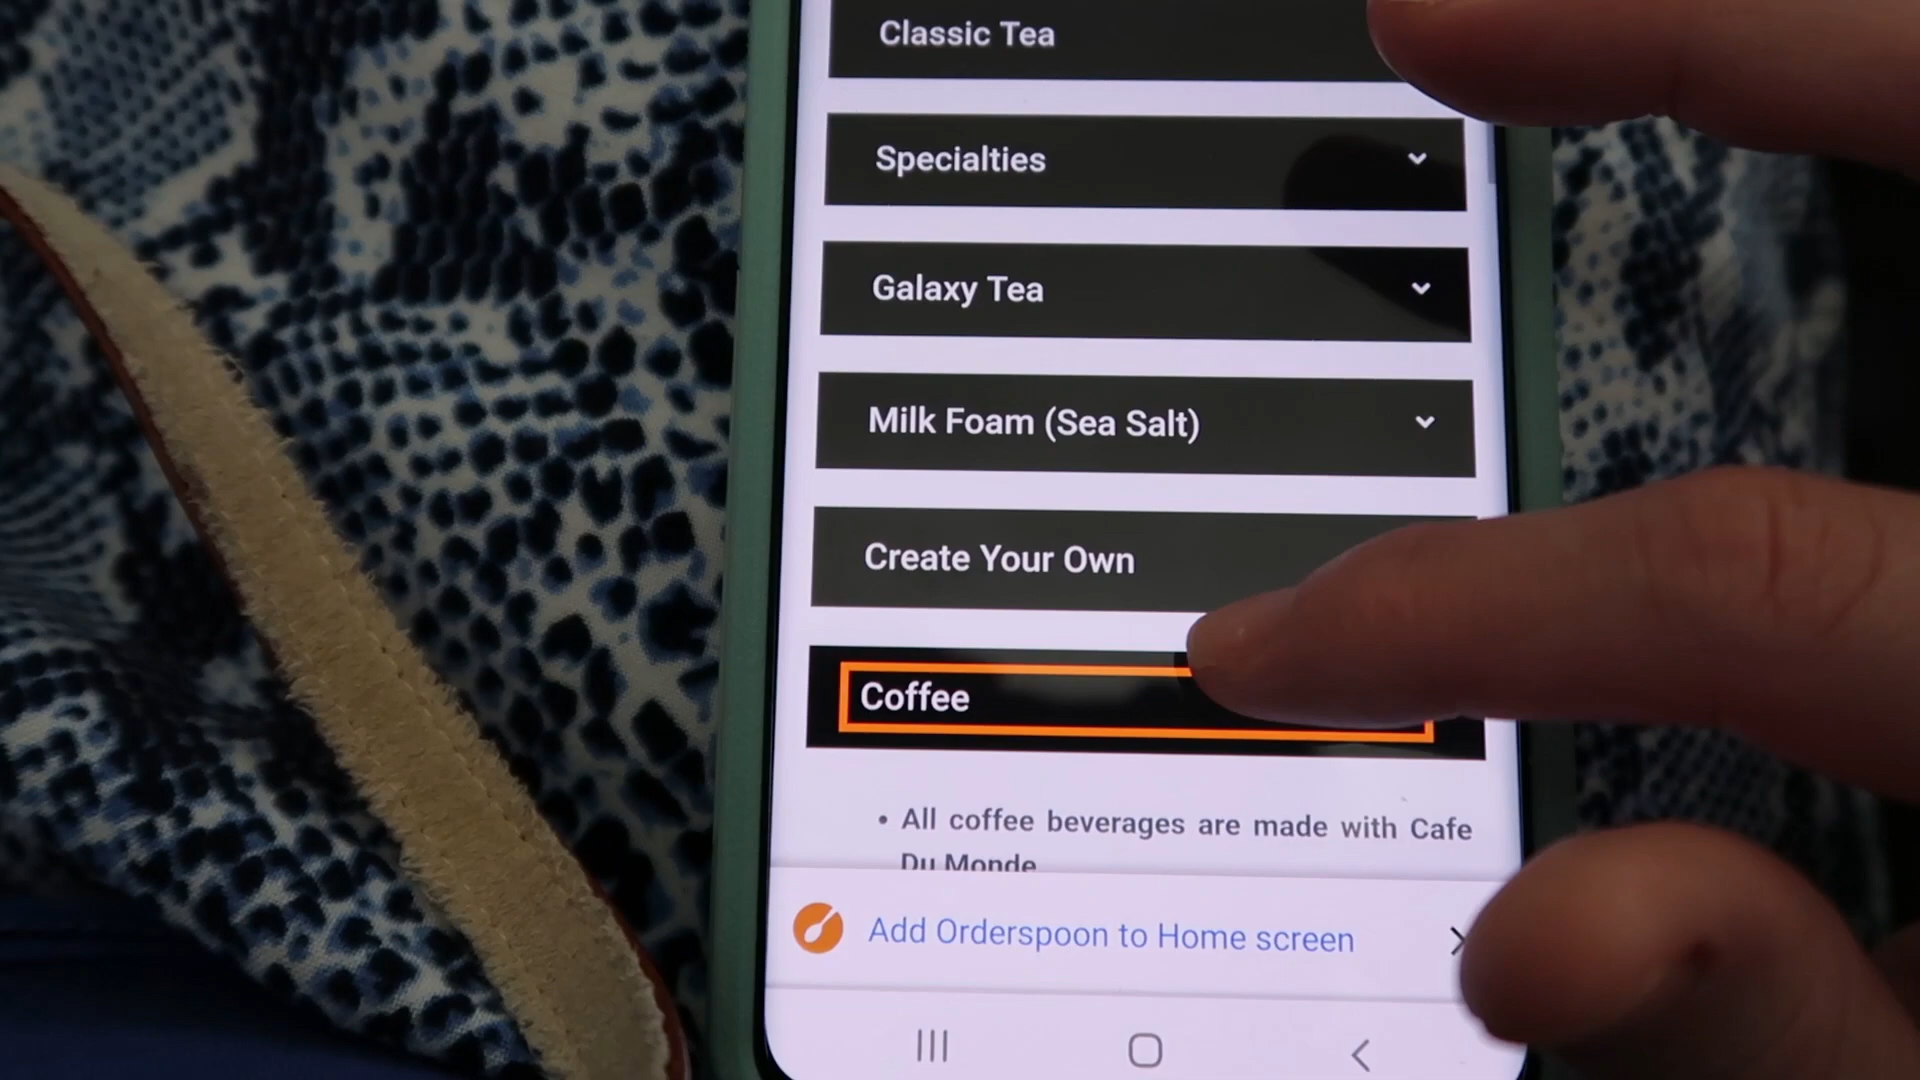 Classic Tea
Specialties
Galaxy Tea
Milk Foam (Sea Salt)
Create Your Own
Coffee
• All coffee beverages are made with Cafe
Du Monde
Add Orderspoon to Home screen